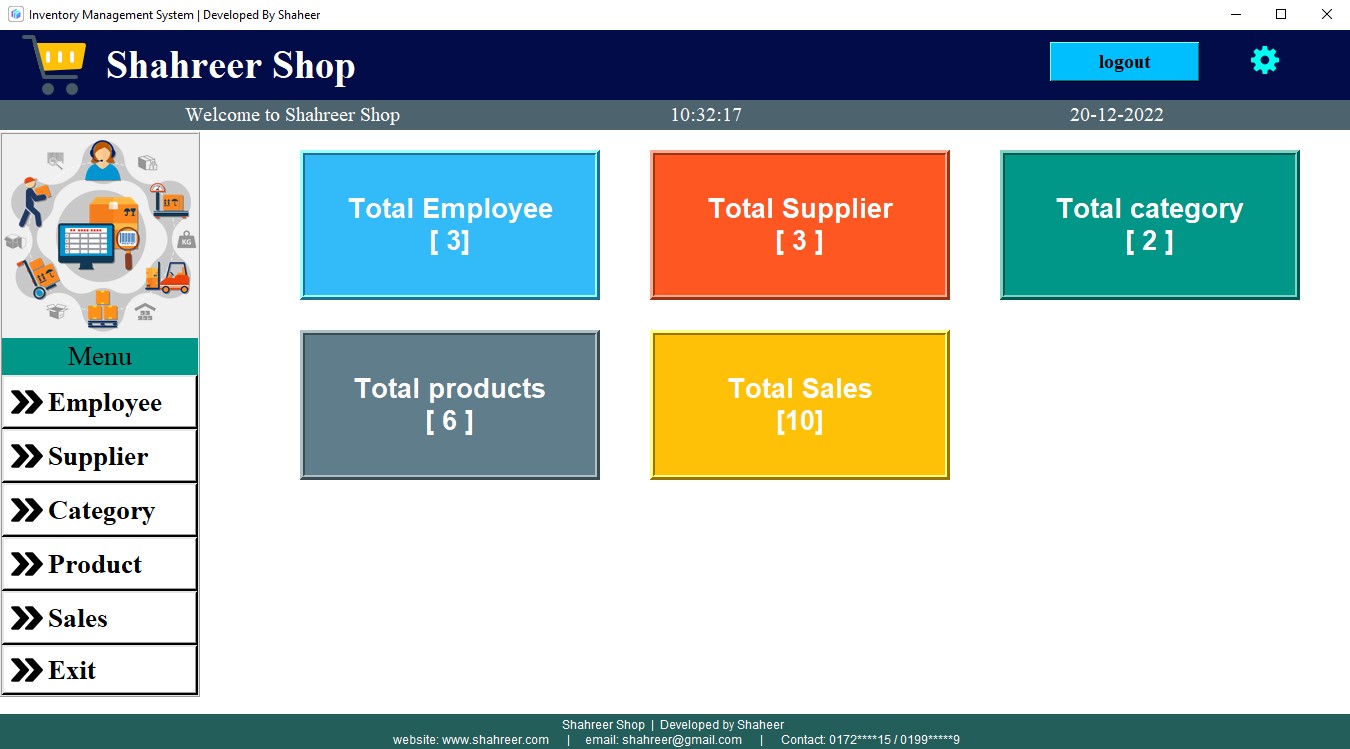 Inventory Management System | Developed By Shaheer
Shahreer Shop
logout
Welcome to Shahreer Shop
10:32:17
20-12-2022
KG
Total Employee
[ 3]
Total Supplier
[ 3 ]
Total category
[ 2 ]
Menu
Total products
[ 6 ]
Total Sales
[10]
Employee
Supplier
Category
Product
Sales
Exit
Shahreer Shop | Developed by Shaheer
website: www.shahreer.com | email: shahreer@gmail.com | Contact: 0172****15 / 0199*****9